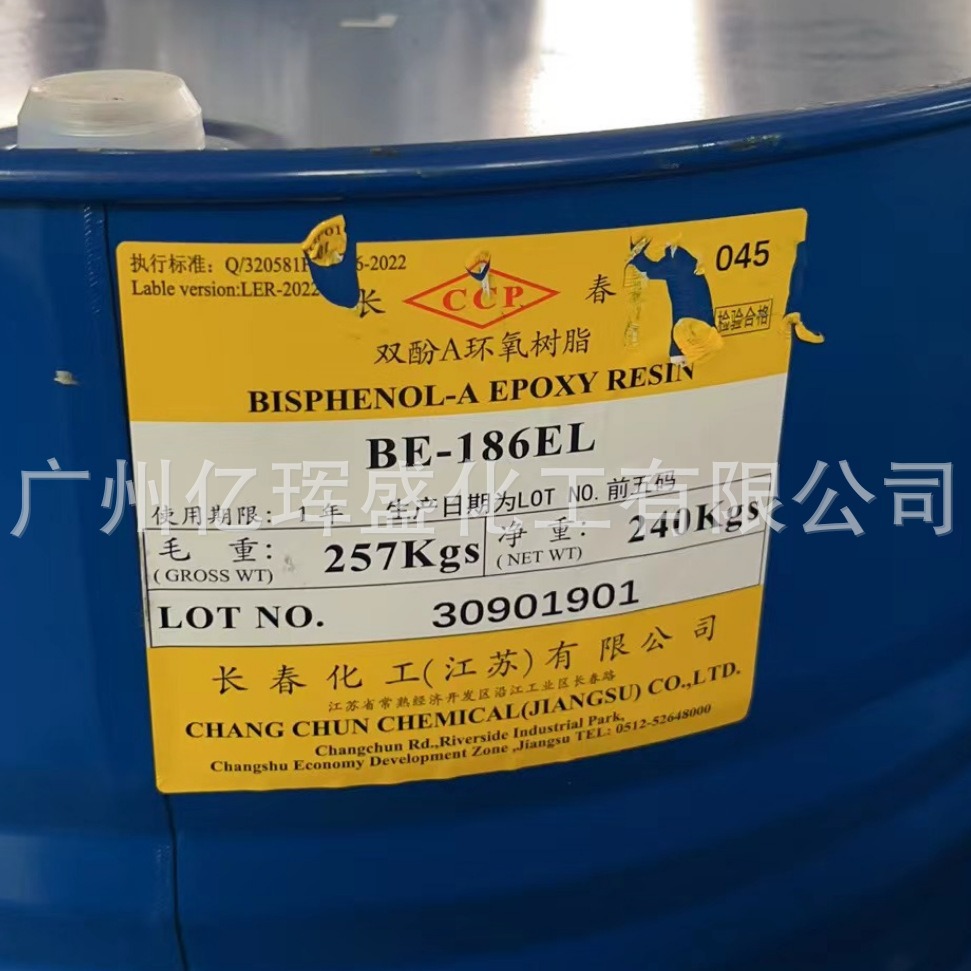 执行标准: Q/320581 6-2022
Lable version:LER-2022
长 CCP 春
045
检验合格
双酚A环氧树脂
BISPHENOL-A EPOXY RESIN
BE-186EL
广州亿珲盛化工有限公司
使用期限: 1年 生产日期为LOT NO.前五码
毛 重: 257Kgs 净 重: 240Kgs
(GROSS WT) (NET WT)
LOT NO. 30901901
长春化工(江苏)有限公司
江苏省常熟经济开发区沿江工业区长春路
CHANG CHUN CHEMICAL(JIANGSU) CO.,LTD.
Changchun Rd.,Riverside Industrial Park,
Changshu Economy Development Zone ,Jiangsu TEL: 0512-52648000